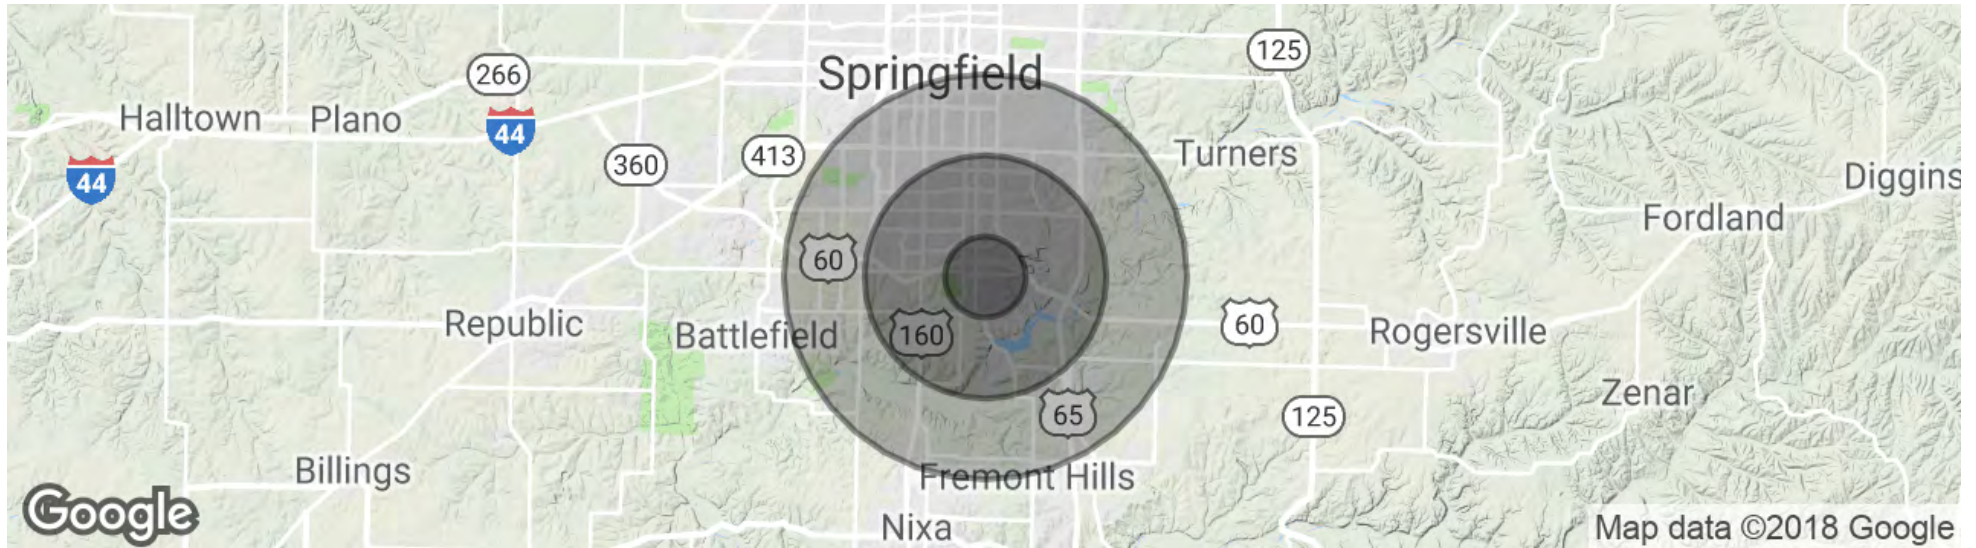 Springfield
125
266
Halltown
Plano
44
360
413
Turners
44
Diggins
Fordland
60
Republic
Battlefield
160
60
Rogersville
Zenar
65
125
Billings
Fremont Hills
Google
Nixa
Map data ©2018 Google